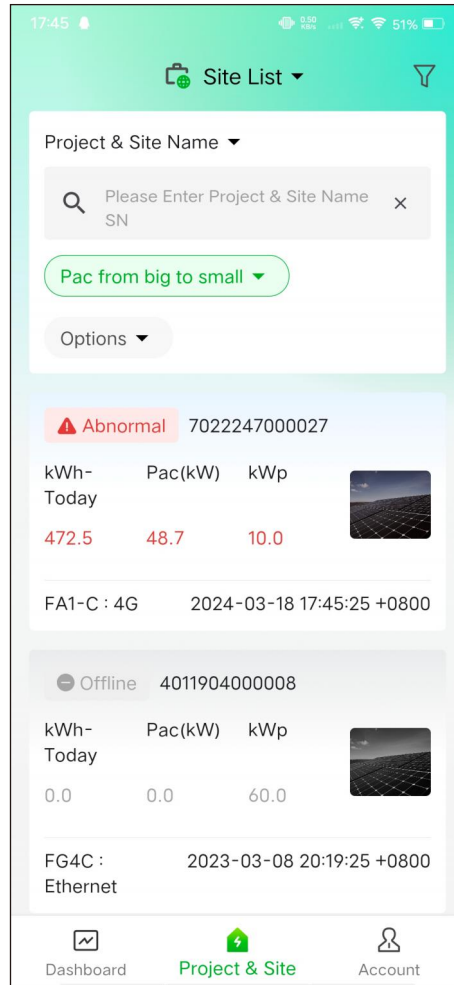 17:45 0.50 KB/s 51%
Site List
Project & Site Name
Please Enter Project & Site Name
SN
Pac from big to small
Options
Abnormal 7022247000027
kWh- Pac(kW) kWp
Today
472.5 48.7 10.0
FA1-C : 4G 2024-03-18 17:45:25 +0800
Offline 4011904000008
kWh- Pac(kW) kWp
Today
0.0 0.0 60.0
FG4C : 2023-03-08 20:19:25 +0800
Ethernet
Dashboard Project & Site Account